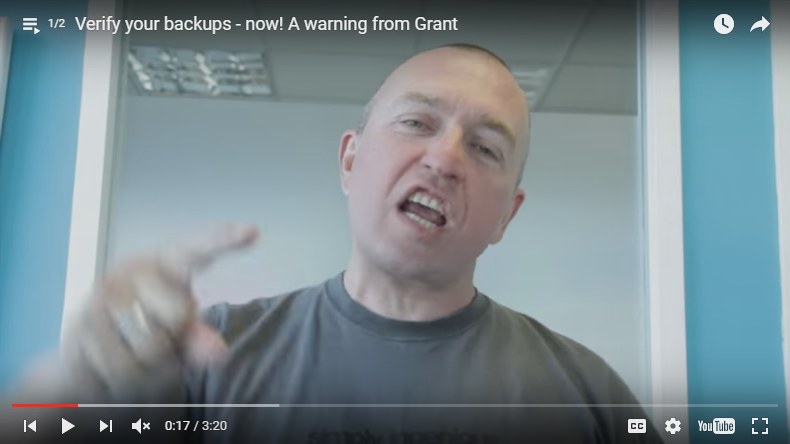 1/2 Verify your backups - now! A warning from Grant
0:17 / 3:20
CC
YouTube